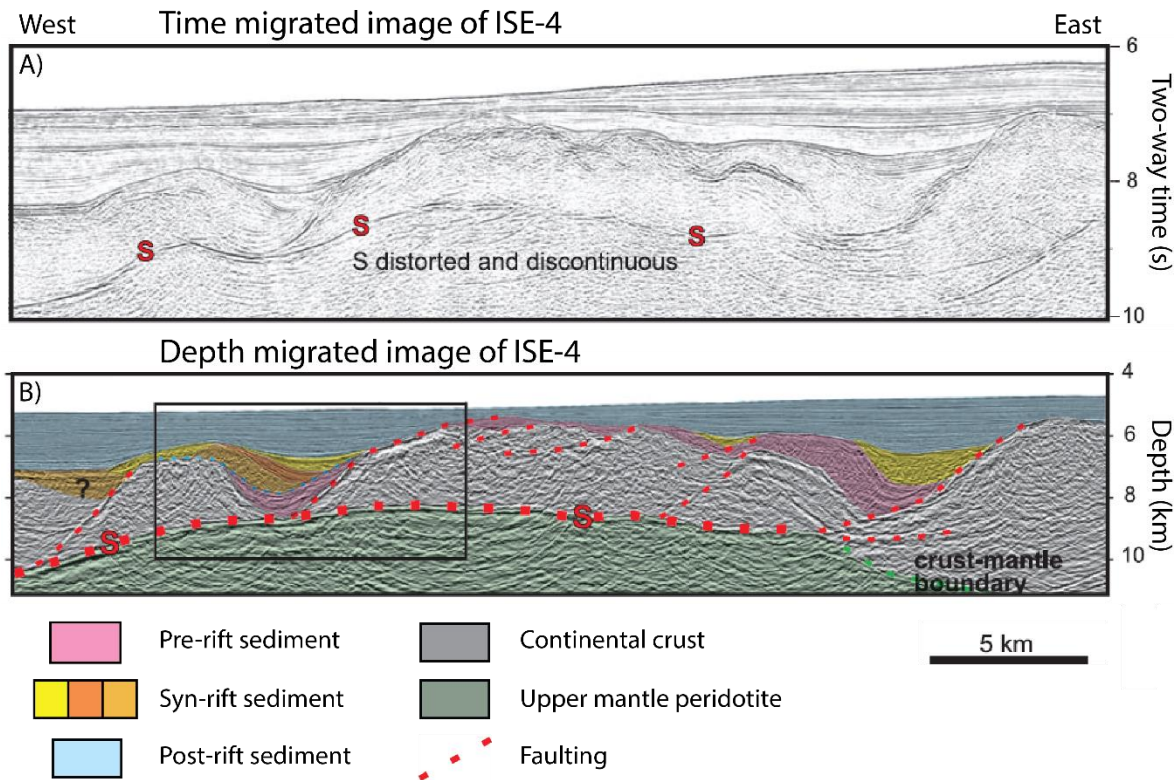 West Time migrated image of ISE-4 East
A)
6
8
10
Two-way time (s)
S S S
S distorted and discontinuous
Depth migrated image of ISE-4
B)
4
6
8
10
Depth (km)
?
S S
crust-mantle
boundary
5 km
Pre-rift sediment
Continental crust
Syn-rift sediment
Upper mantle peridotite
Post-rift sediment
Faulting